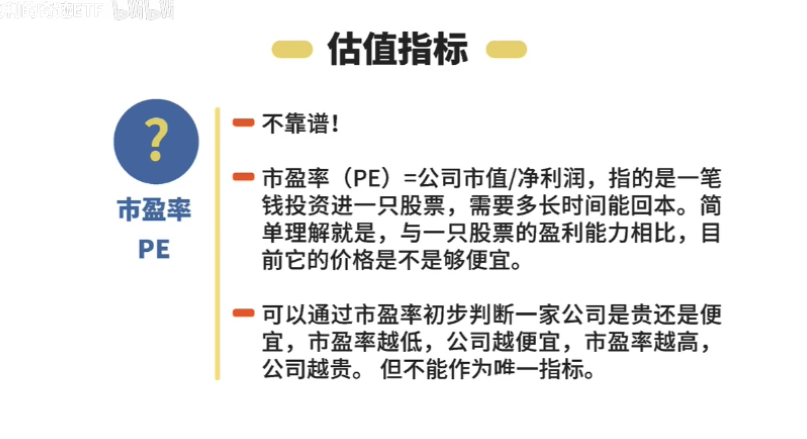 估值指标
?
市盈率
PE
不靠谱！
市盈率（PE）=公司市值/净利润，指的是一笔
钱投资进一只股票，需要多长时间能回本。简
单理解就是，与一只股票的盈利能力相比，目
前它的价格是不是够便宜。
可以通过市盈率初步判断一家公司是贵还是便
宜，市盈率越低，公司越便宜，市盈率越高，
公司越贵。 但不能作为唯一指标。